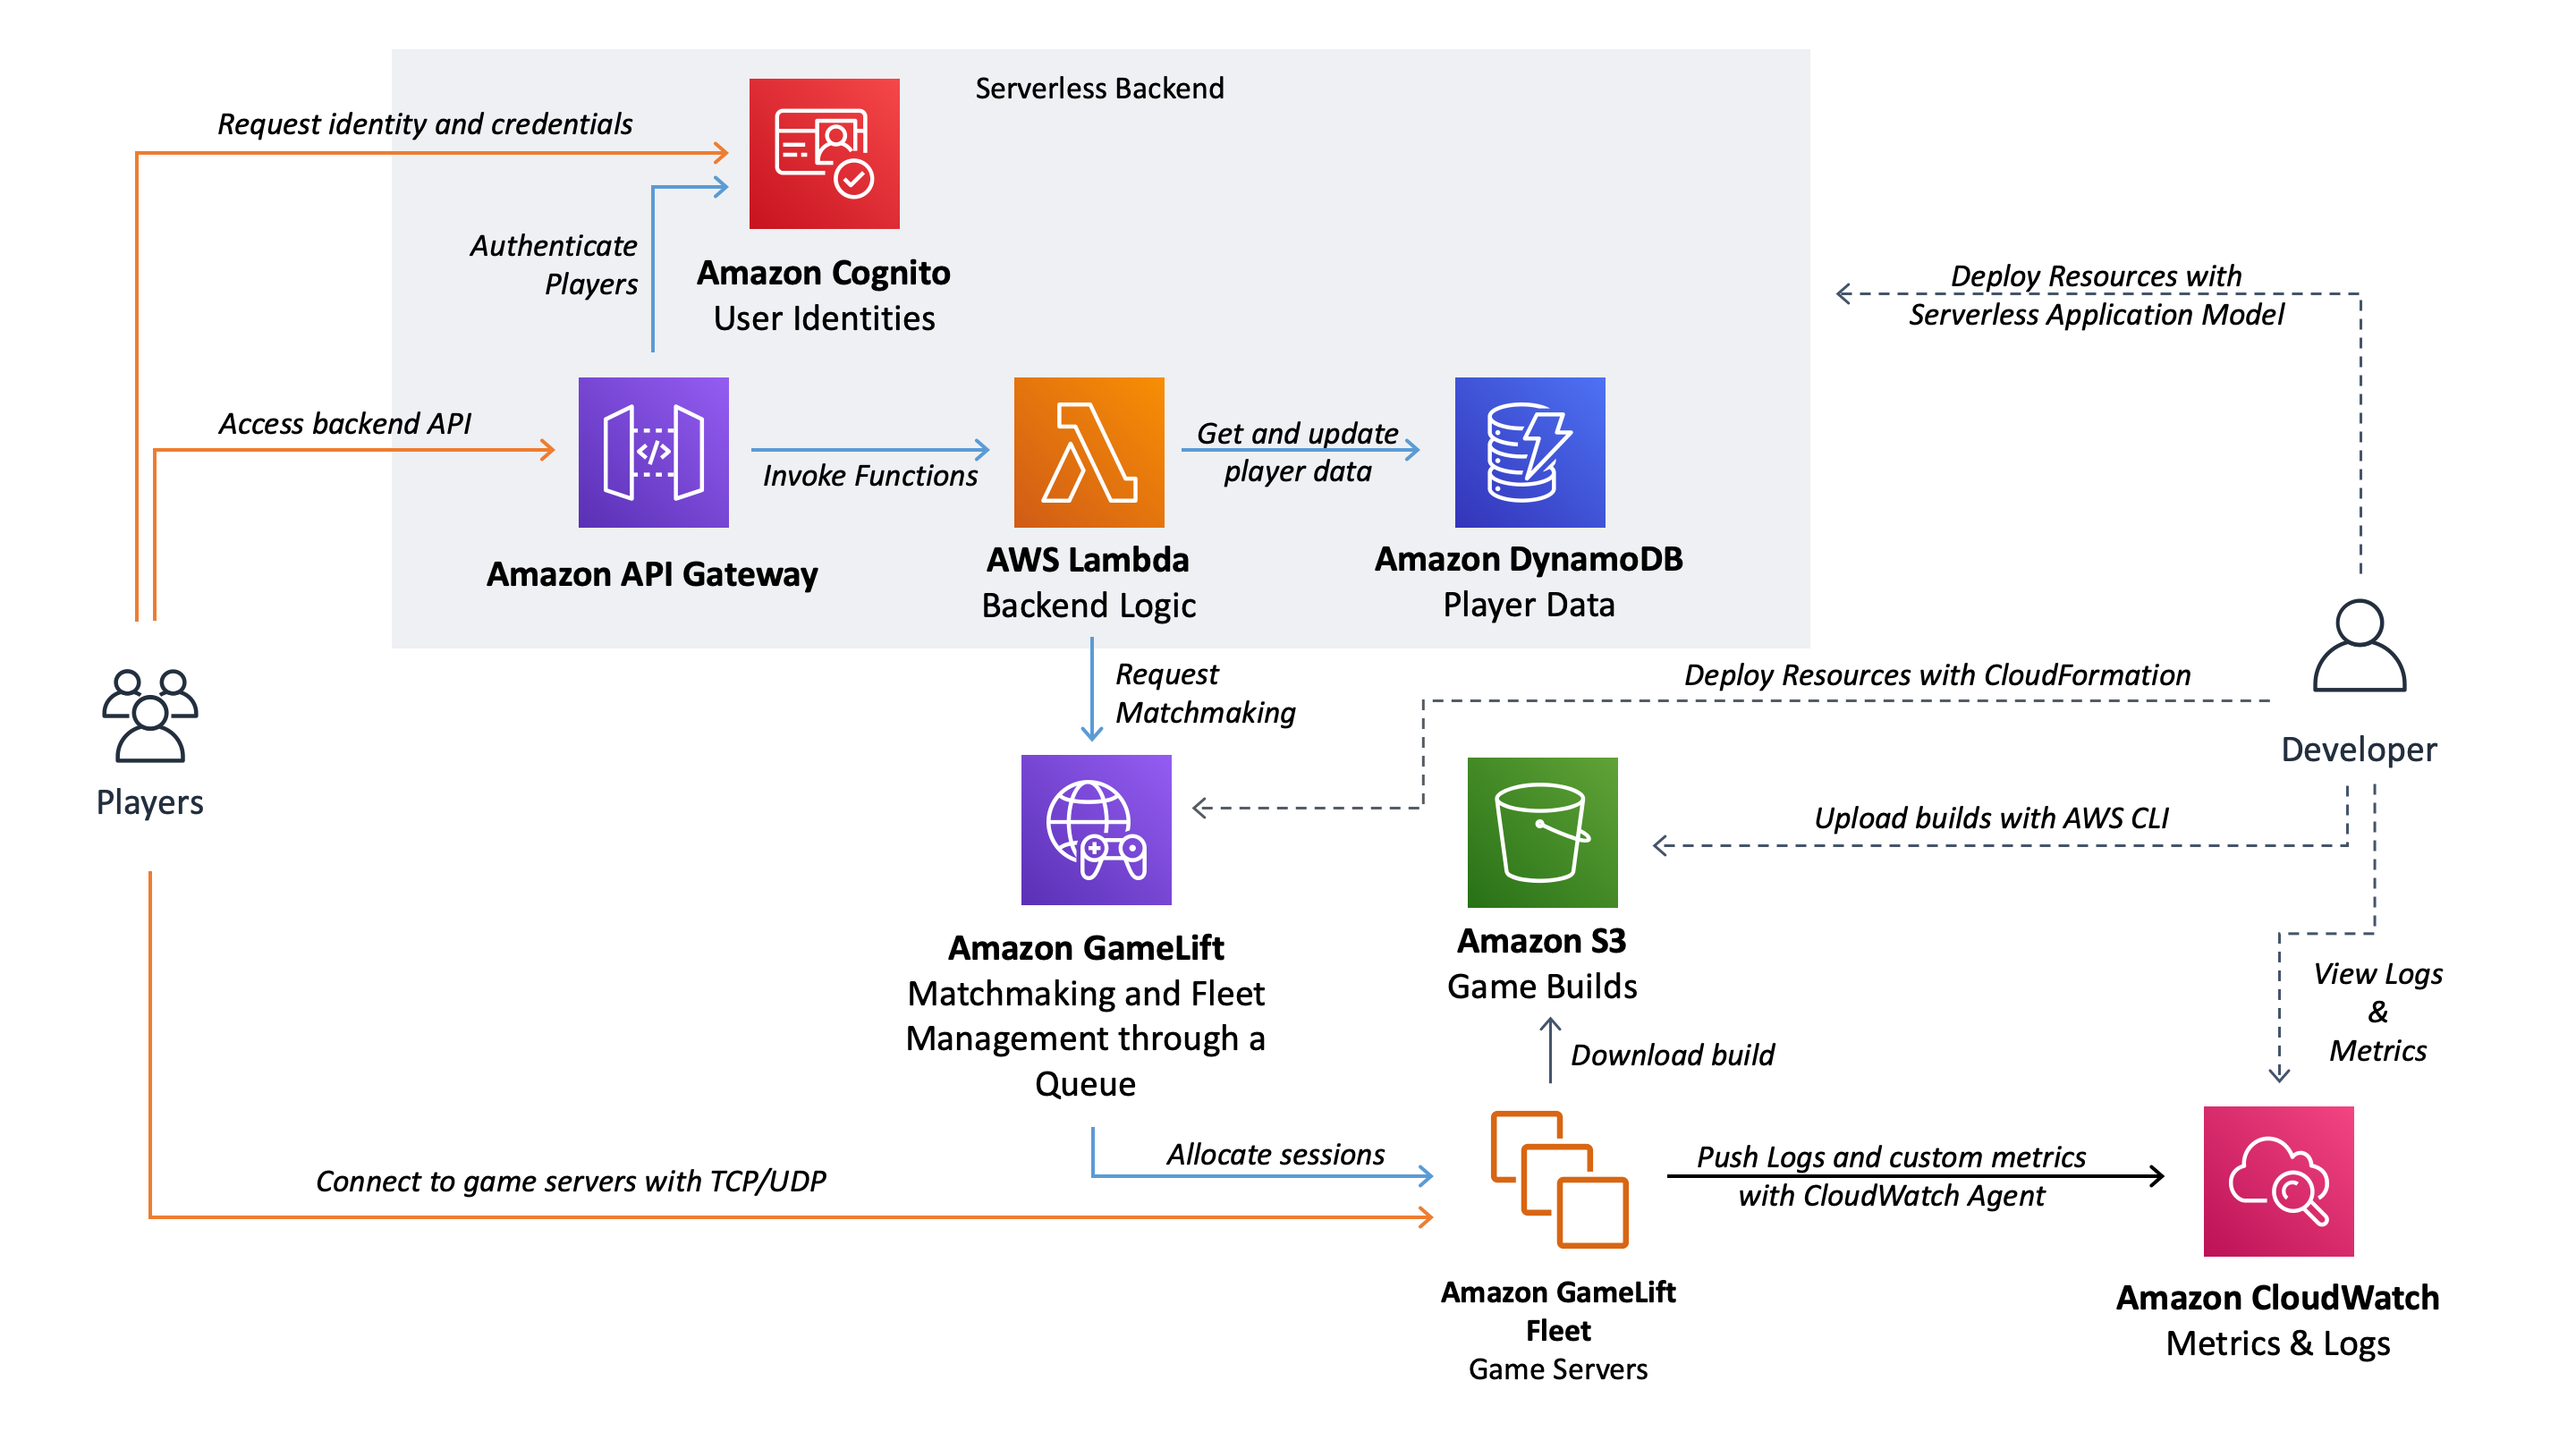 Serverless Backend
Request identity and credentials
Authenticate
Players
Amazon Cognito
User Identities
Deploy Resources with
Serverless Application Model
Access backend API
Invoke Functions
Get and update
player data
Amazon API Gateway
AWS Lambda
Backend Logic
Amazon DynamoDB
Player Data
Request
Matchmaking
Deploy Resources with CloudFormation
Developer
Players
Upload builds with AWS CLI
Amazon GameLift
Matchmaking and Fleet
Management through a
Queue
Amazon S3
Game Builds
View Logs
&
Metrics
Download build
Allocate sessions
Connect to game servers with TCP/UDP
Push Logs and custom metrics
with CloudWatch Agent
Amazon GameLift
Fleet
Game Servers
Amazon CloudWatch
Metrics & Logs